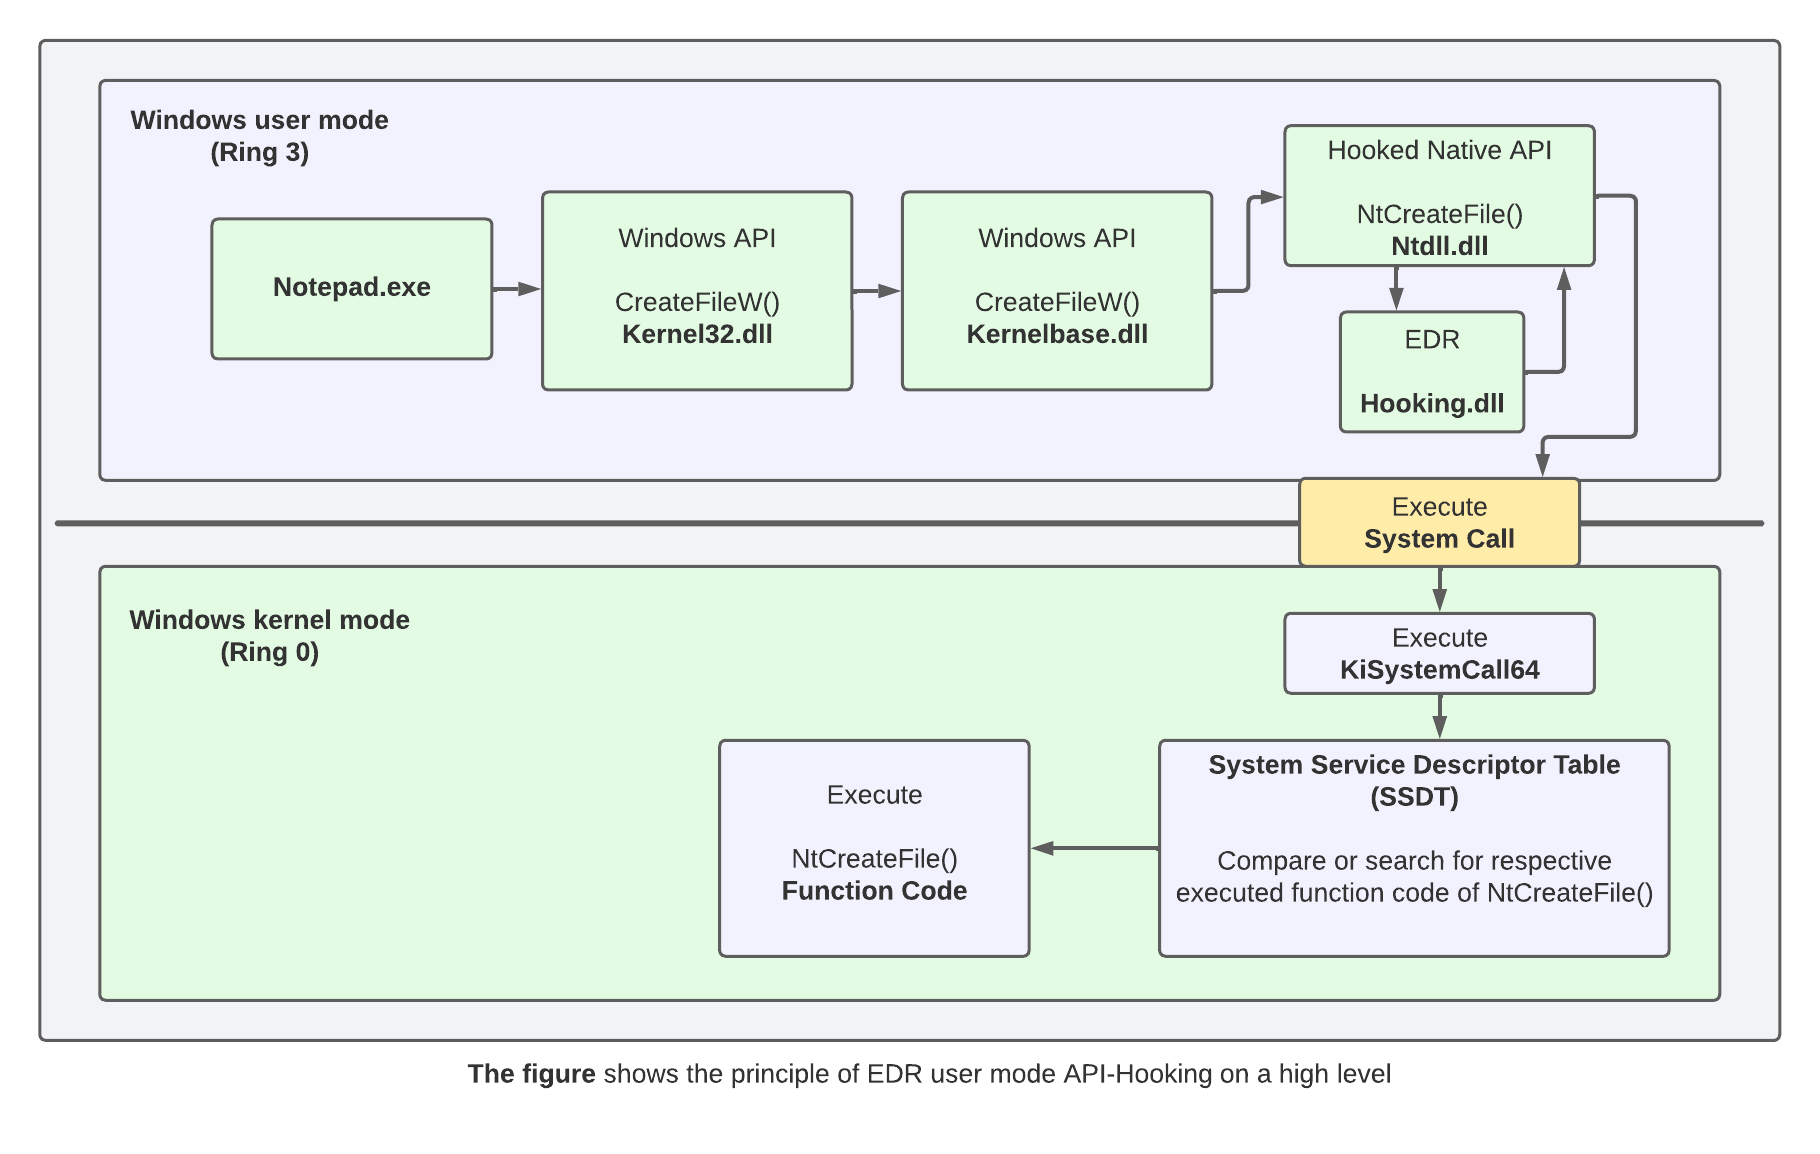 Windows user mode
(Ring 3)
Notepad.exe
Windows API
CreateFileW()
Kernel32.dll
Windows API
CreateFileW()
Kernelbase.dll
Hooked Native API
NtCreateFile()
Ntdll.dll
EDR
Hooking.dll
Execute
System Call
Windows kernel mode
(Ring 0)
Execute
KiSystemCall64
System Service Descriptor Table
(SSDT)
Compare or search for respective
executed function code of NtCreateFile()
Execute
NtCreateFile()
Function Code
The figure shows the principle of EDR user mode API-Hooking on a high level